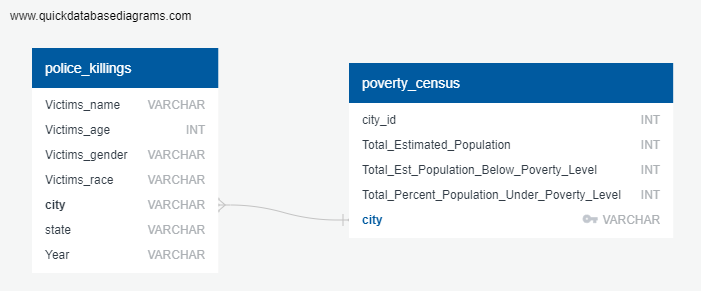 www.quickdatabasediagrams.com
police_killings
Victims_name VARCHAR
Victims_age INT
Victims_gender VARCHAR
Victims_race VARCHAR
city VARCHAR
state VARCHAR
Year VARCHAR
poverty_census
city_id INT
Total_Estimated_Population INT
Total_Est_Population_Below_Poverty_Level INT
Total_Percent_Population_Under_Poverty_Level INT
city VARCHAR